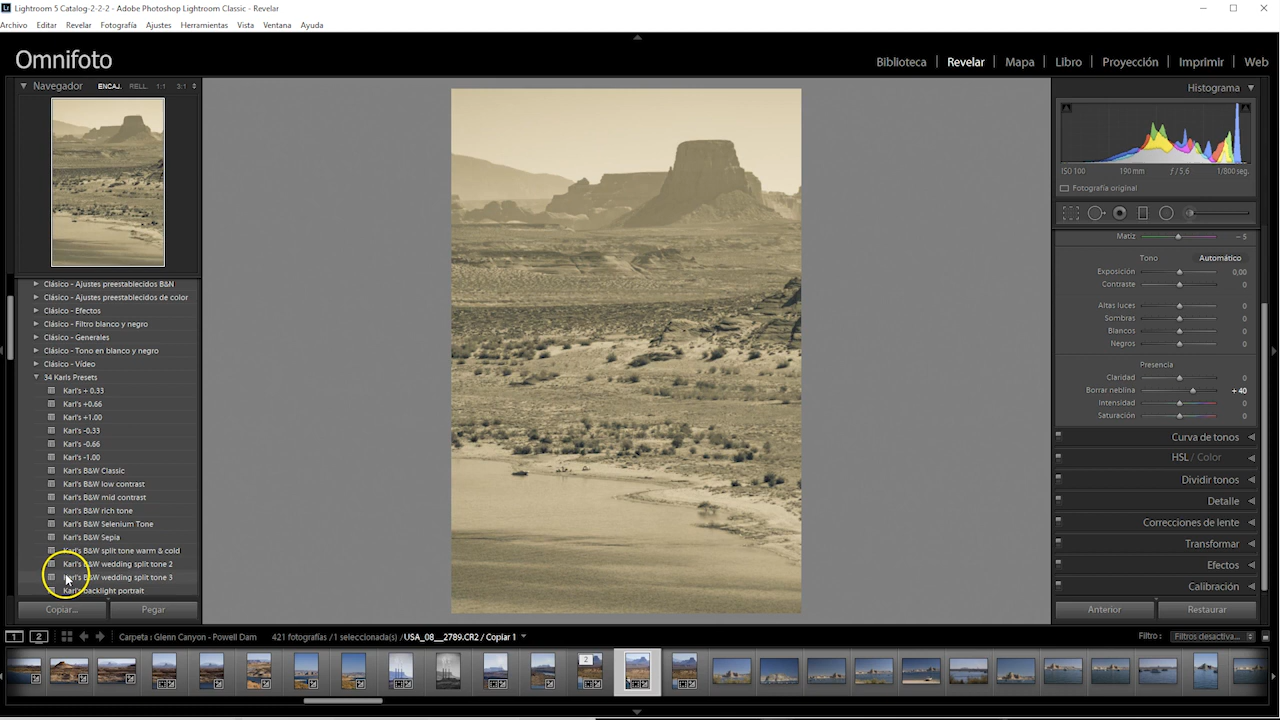 Lightroom 5 Catalog-2-2-2 - Adobe Photoshop Lightroom Classic - Revelar
Archivo Editar Revelar Fotografía Ajustes Herramientas Vista Ventana Ayuda
Omnifoto
Biblioteca | Revelar | Mapa | Libro | Proyección | Imprimir | Web
Navegador ENCAJ. RELL. 1:1 3:1
Histograma
ISO 100 190 mm ƒ / 5,6 1/800 seg.
Fotografía original
Matiz - 5
Tono Automático
Exposición 0,00
Contraste 0
Altas luces 0
Sombras 0
Blancos 0
Negros 0
Presencia
Claridad 0
Borrar neblina + 40
Intensidad 0
Saturación 0
Curva de tonos
HSL / Color
Dividir tonos
Detalle
Correcciones de lente
Transformar
Efectos
Calibración
Anterior Restaurar
Clásico - Ajustes preestablecidos B&N
Clásico - Ajustes preestablecidos de color
Clásico - Efectos
Clásico - Filtro blanco y negro
Clásico - Generales
Clásico - Tono en blanco y negro
Clásico - Vídeo
34 Karls Presets
Karl's + 0.33
Karl's +0.66
Karl's +1.00
Karl's -0.33
Karl's -0.66
Karl's -1.00
Karl's B&W Classic
Karl's B&W low contrast
Karl's B&W mid contrast
Karl's B&W rich tone
Karl's B&W Selenium Tone
Karl's B&W Sepia
Karl's B&W split tone warm & cold
Karl's B&W wedding split tone 2
Karl's B&W wedding split tone 3
Karl's backlight portrait
Copiar... Pegar
1 2 Carpeta : Glenn Canyon - Powell Dam 421 fotografías / 1 seleccionada(s) / USA_08__2789.CR2 / Copiar 1 Filtro : Filtros desactiva...
2